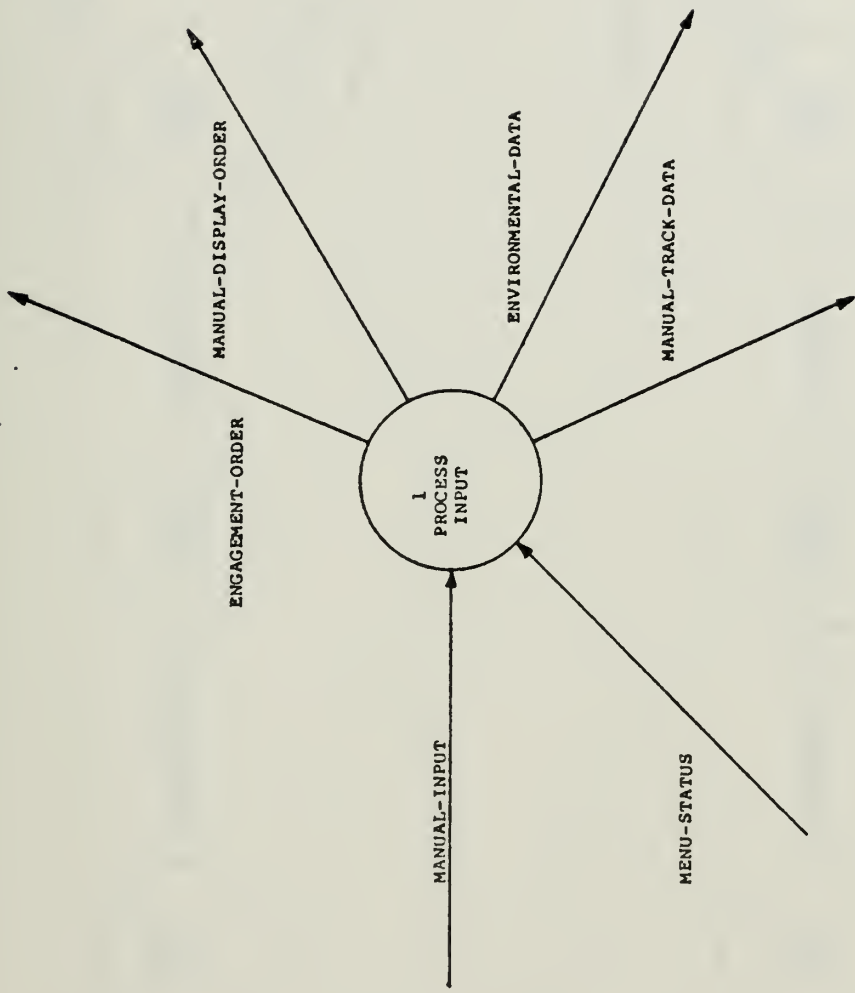 ENGAGEMENT-ORDER
MANUAL-DISPLAY-ORDER
MANUAL-INPUT
1
PROCESS
INPUT
ENVIRONMENTAL-DATA
MENU-STATUS
MANUAL-TRACK-DATA